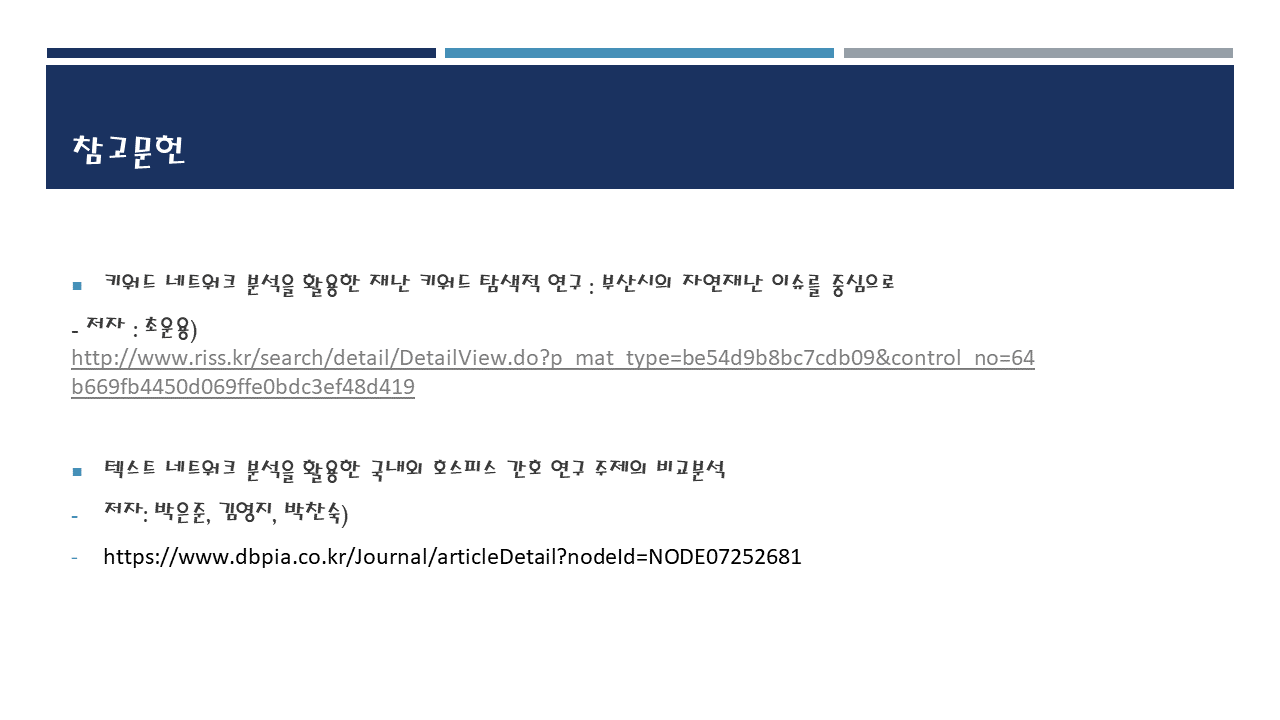 참고문헌
■ 키워드 네트워크 분석을 활용한 재난 키워드 탐색적 연구 : 부산시의 자연재난 이슈를 중심으로
- 저자 : 초운용)
http://www.riss.kr/search/detail/DetailView.do?p_mat_type=be54d9b8bc7cdb09&control_no=64
b669fb4450d069ffe0bdc3ef48d419
■ 텍스트 네트워크 분석을 활용한 국내외 호스피스 간호 연구 주제의 비교분석
- 저자: 박은준, 김영지, 박찬숙)
- https://www.dbpia.co.kr/Journal/articleDetail?nodeId=NODE07252681